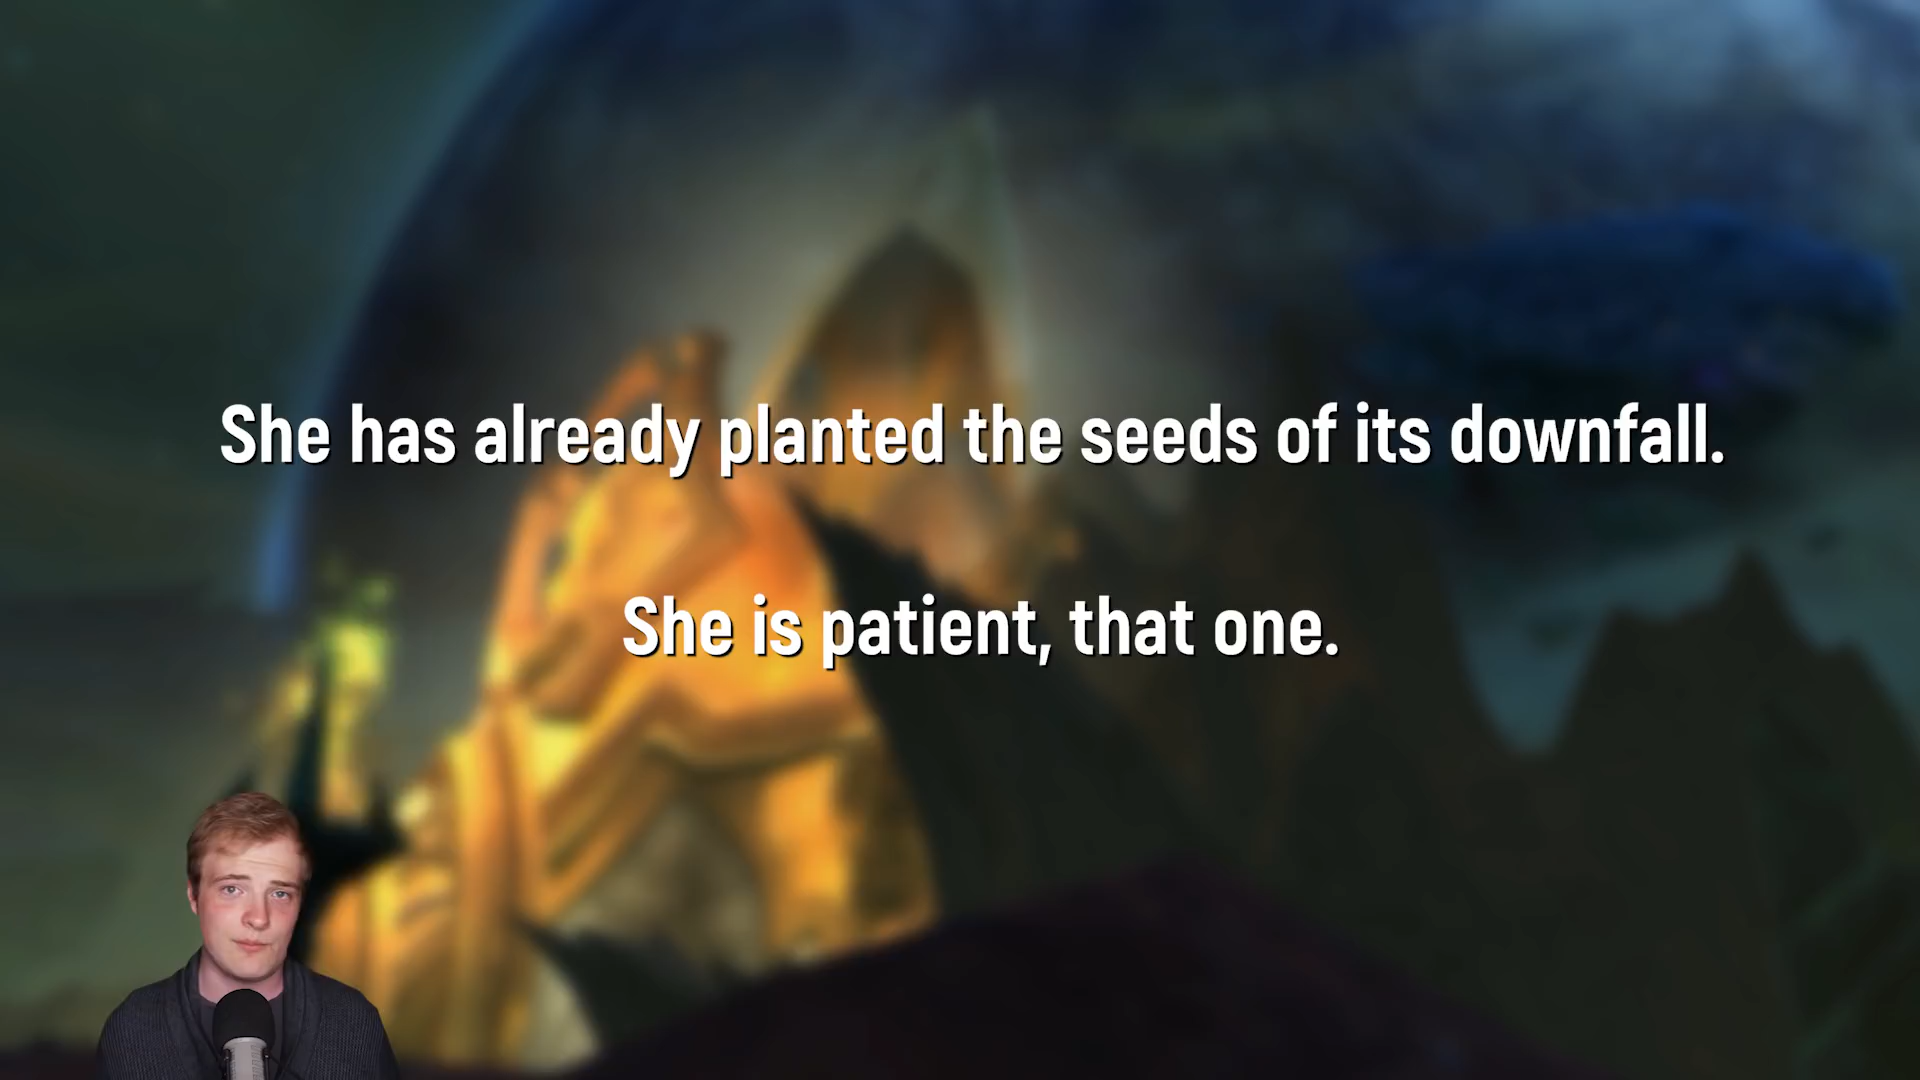 She has already planted the seeds of its downfall.
She is patient, that one.